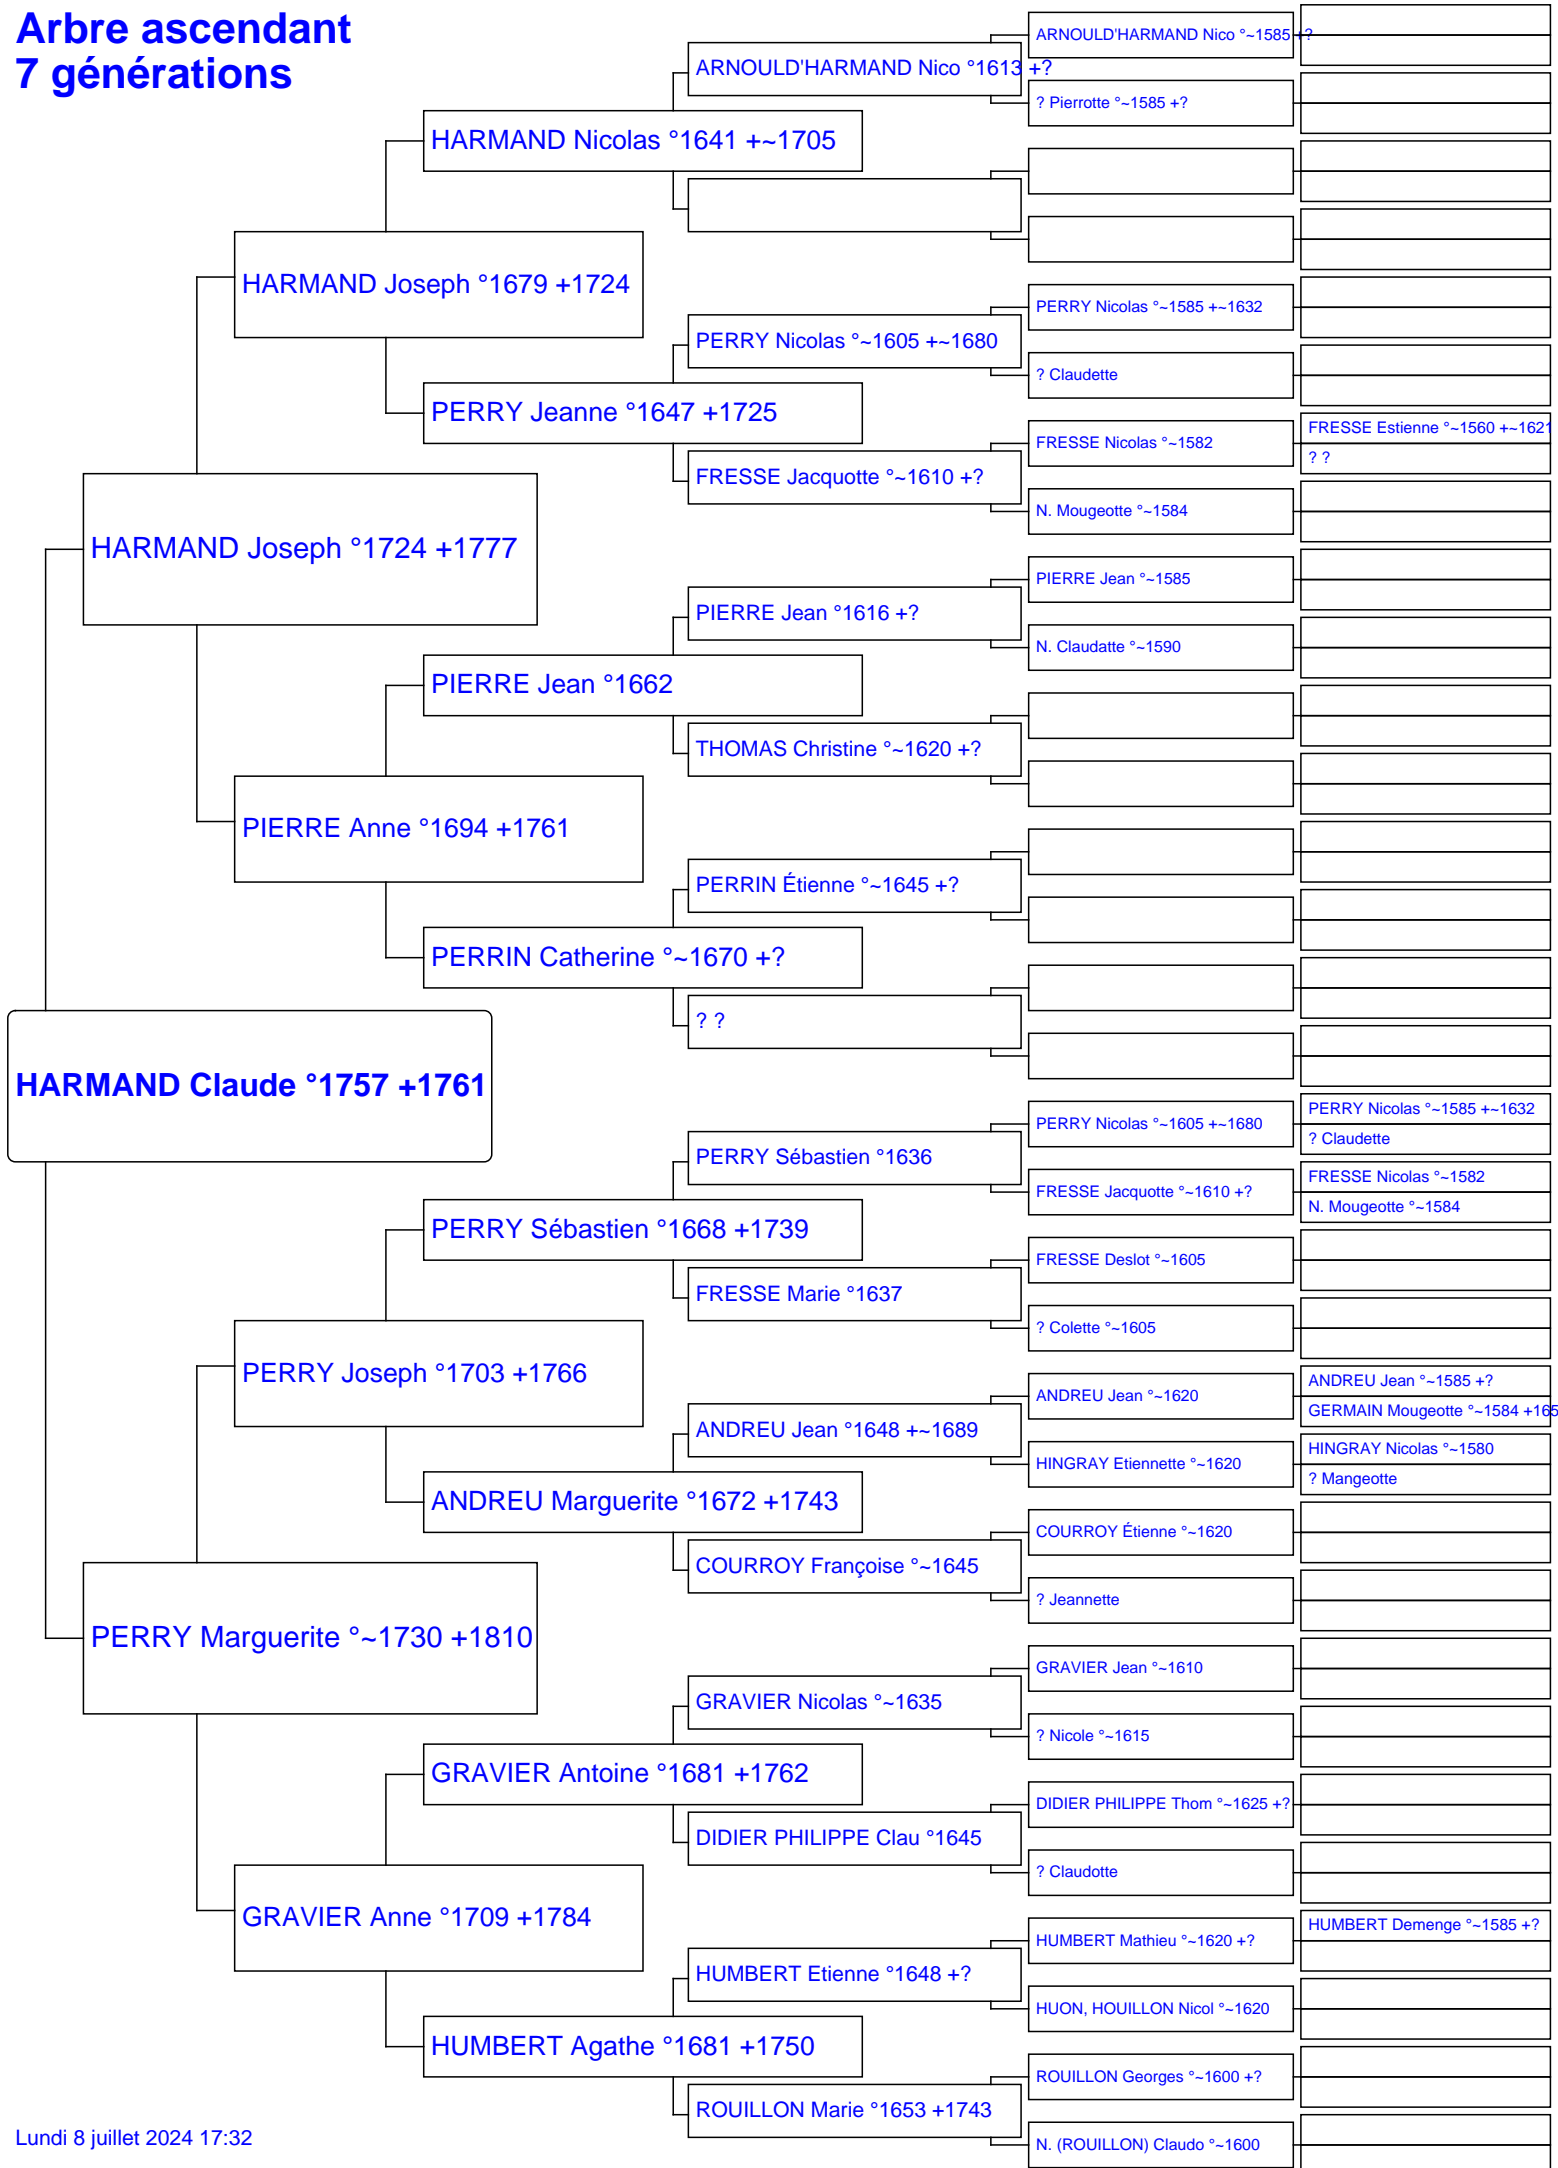 Arbre ascendant
7 générations
ARNOULD'HARMAND Nico °~1585 +?
ARNOULD'HARMAND Nico °1613 +?
? Pierrotte °~1585 +?
HARMAND Nicolas °1641 +~1705
HARMAND Joseph °1679 +1724
PERRY Nicolas °~1585 +~1632
PERRY Nicolas °~1605 +~1680
? Claudette
PERRY Jeanne °1647 +1725
FRESSE Estienne °~1560 +~1621
FRESSE Nicolas °~1582
? ?
FRESSE Jacquotte °~1610 +?
N. Mougeotte °~1584
HARMAND Joseph °1724 +1777
PIERRE Jean °~1585
PIERRE Jean °1616 +?
N. Claudatte °~1590
PIERRE Jean °1662
THOMAS Christine °~1620 +?
PIERRE Anne °1694 +1761
PERRIN Étienne °~1645 +?
PERRIN Catherine °~1670 +?
? ?
HARMAND Claude °1757 +1761
PERRY Nicolas °~1585 +~1632
PERRY Nicolas °~1605 +~1680
? Claudette
PERRY Sébastien °1636
FRESSE Nicolas °~1582
FRESSE Jacquotte °~1610 +?
N. Mougeotte °~1584
PERRY Sébastien °1668 +1739
FRESSE Deslot °~1605
FRESSE Marie °1637
? Colette °~1605
PERRY Joseph °1703 +1766
ANDREU Jean °~1585 +?
ANDREU Jean °~1620
GERMAIN Mougeotte °~1584 +165
ANDREU Jean °1648 +~1689
HINGRAY Nicolas °~1580
HINGRAY Etiennette °~1620
? Mangeotte
ANDREU Marguerite °1672 +1743
COURROY Étienne °~1620
COURROY Françoise °~1645
? Jeannette
PERRY Marguerite °~1730 +1810
GRAVIER Jean °~1610
GRAVIER Nicolas °~1635
? Nicole °~1615
GRAVIER Antoine °1681 +1762
DIDIER PHILIPPE Thom °~1625 +?
DIDIER PHILIPPE Clau °1645
? Claudotte
GRAVIER Anne °1709 +1784
HUMBERT Demenge °~1585 +?
HUMBERT Mathieu °~1620 +?
HUMBERT Etienne °1648 +?
HUON, HOUILLON Nicol °~1620
HUMBERT Agathe °1681 +1750
ROUILLON Georges °~1600 +?
ROUILLON Marie °1653 +1743
N. (ROUILLON) Claudo °~1600
Lundi 8 juillet 2024 17:32